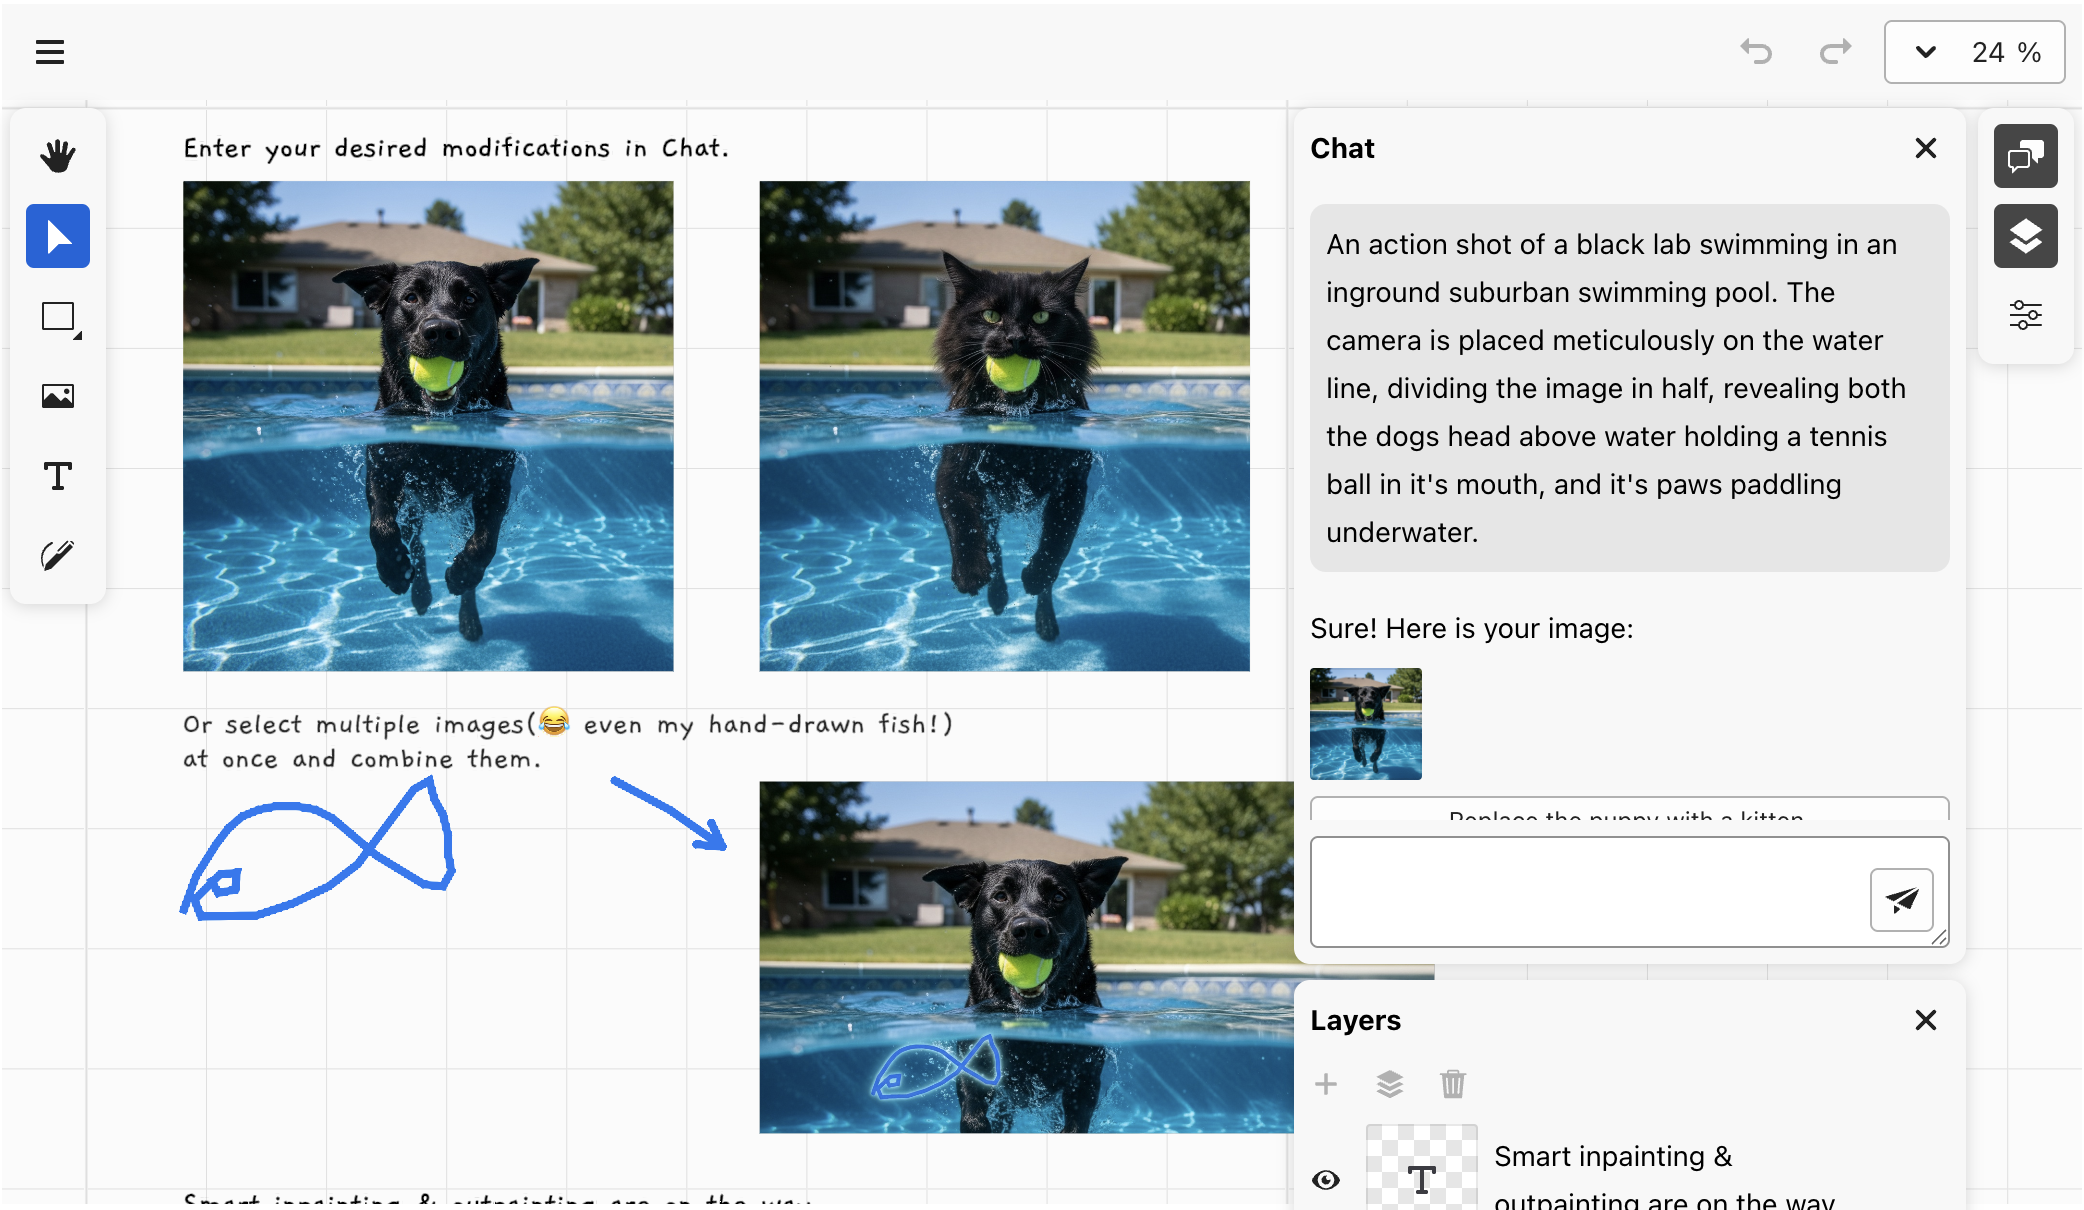 24 %
Enter your desired modifications in Chat.
Chat
An action shot of a black lab swimming in an
inground suburban swimming pool. The
camera is placed meticulously on the water
line, dividing the image in half, revealing both
the dogs head above water holding a tennis
ball in it's mouth, and it's paws paddling
underwater.
Sure! Here is your image:
Replace the puppy with a kitten
Or select multiple images(😂 even my hand-drawn fish!)
at once and combine them.
Layers
Smart inpainting &
outpainting are on the way
Smart inpainting & outpainting are on the way